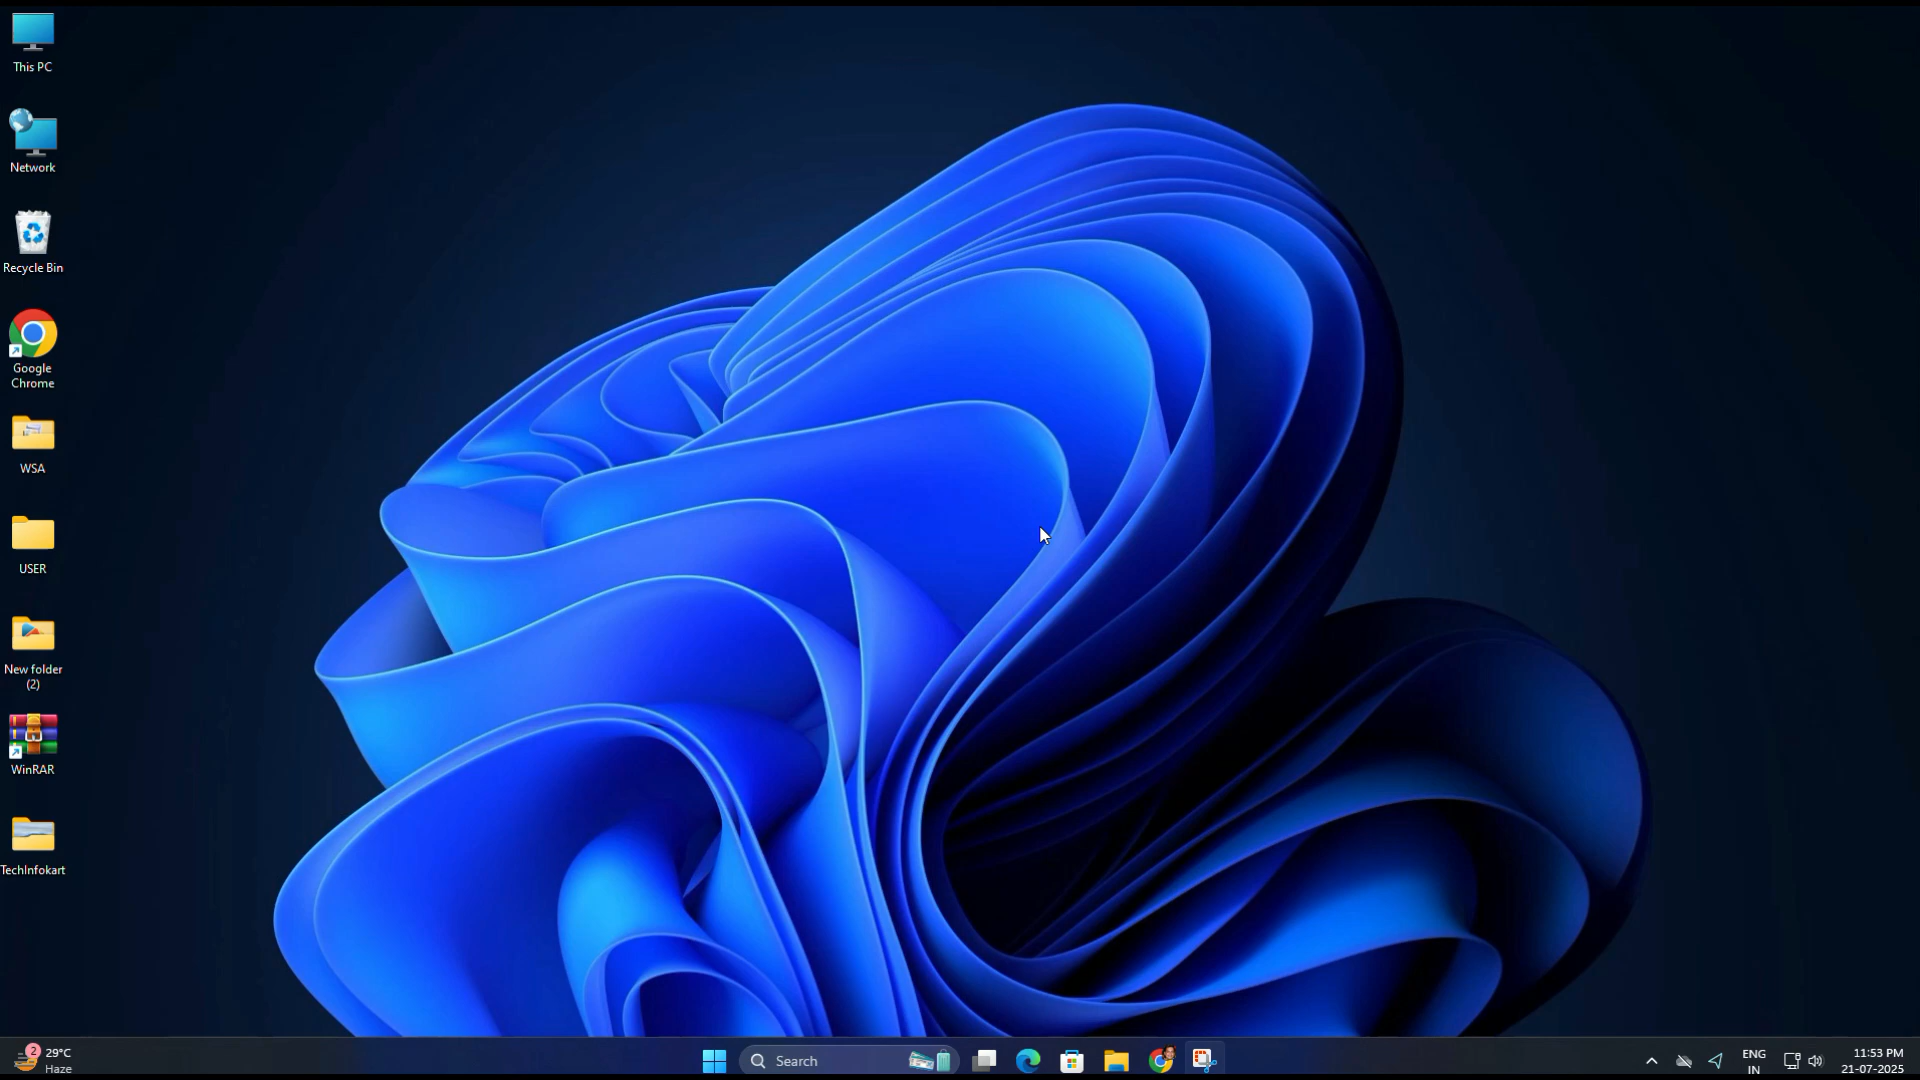 This PC
Network
Recycle Bin
Google
Chrome
WSA
USER
New folder
(2)
WinRAR
TechInfokart
2
29°C
Haze
Search
ENG
IN
11:53 PM
21-07-2025